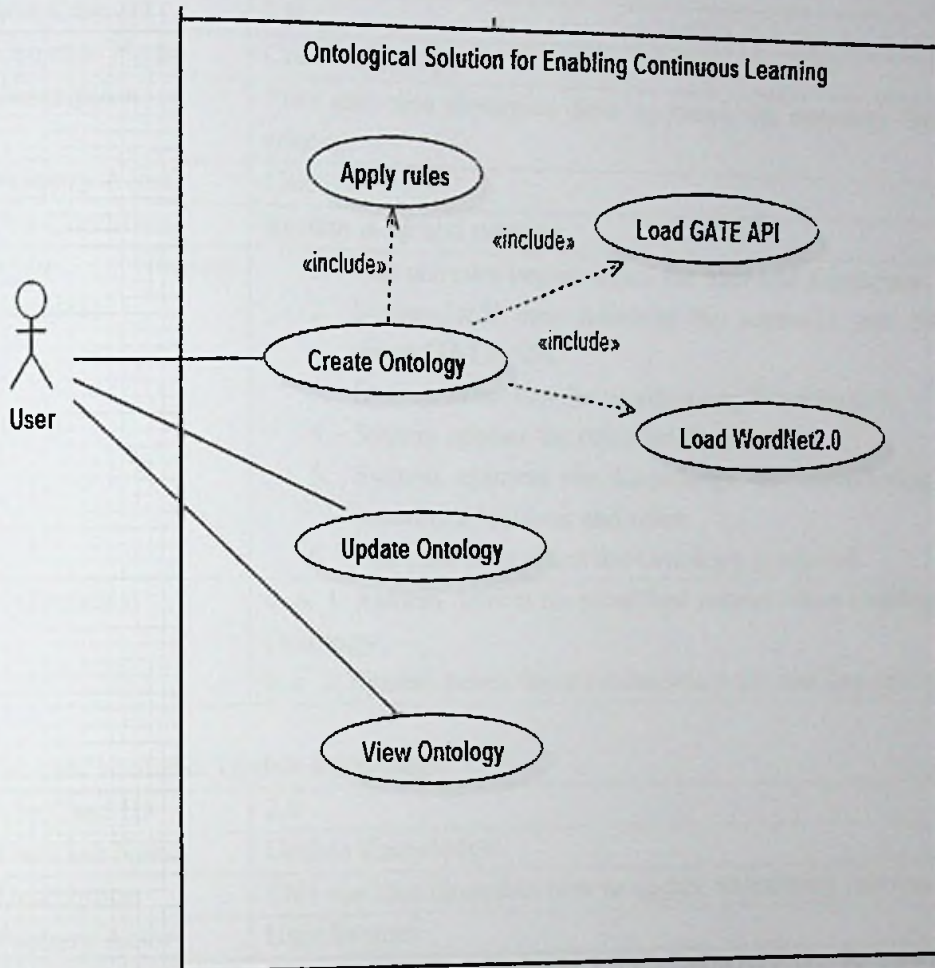 Ontological Solution for Enabling Continuous Learning
Apply rules
Load GATE API
«include»
«include»
«include»
Create Ontology
User
Load WordNet2.0
Update Ontology
View Ontology